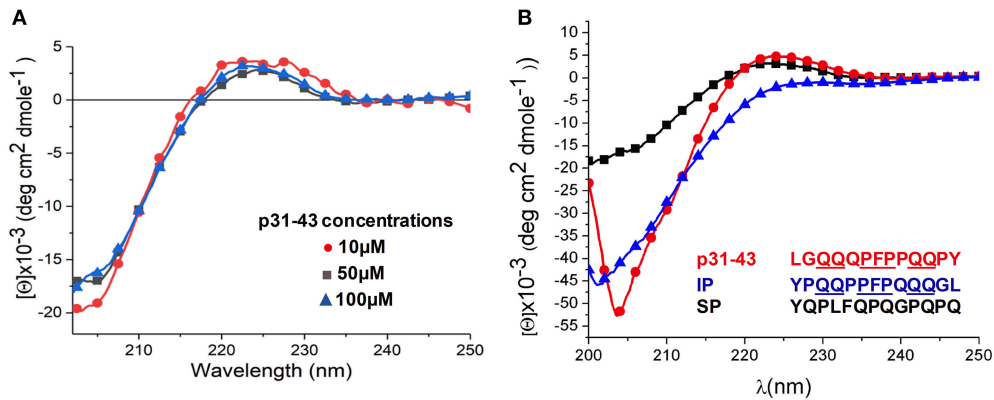 A
[Θ]x10-3 (deg cm2 dmole-1 )
5
0
-5
-10
-15
-20
210 220 230 240 250
Wavelength (nm)
p31-43 concentrations
10µM
50µM
100µM
B
[Θ]x10-3 (deg cm2 dmole-1 ))
10
5
0
-5
-10
-15
-20
-25
-30
-35
-40
-45
-50
-55
200 210 220 230 240 250
λ(nm)
p31-43 LGQQQPFPPQQPY
IP YPQQPPFPQQQGL
SP YQPLFQPQGPQPQ